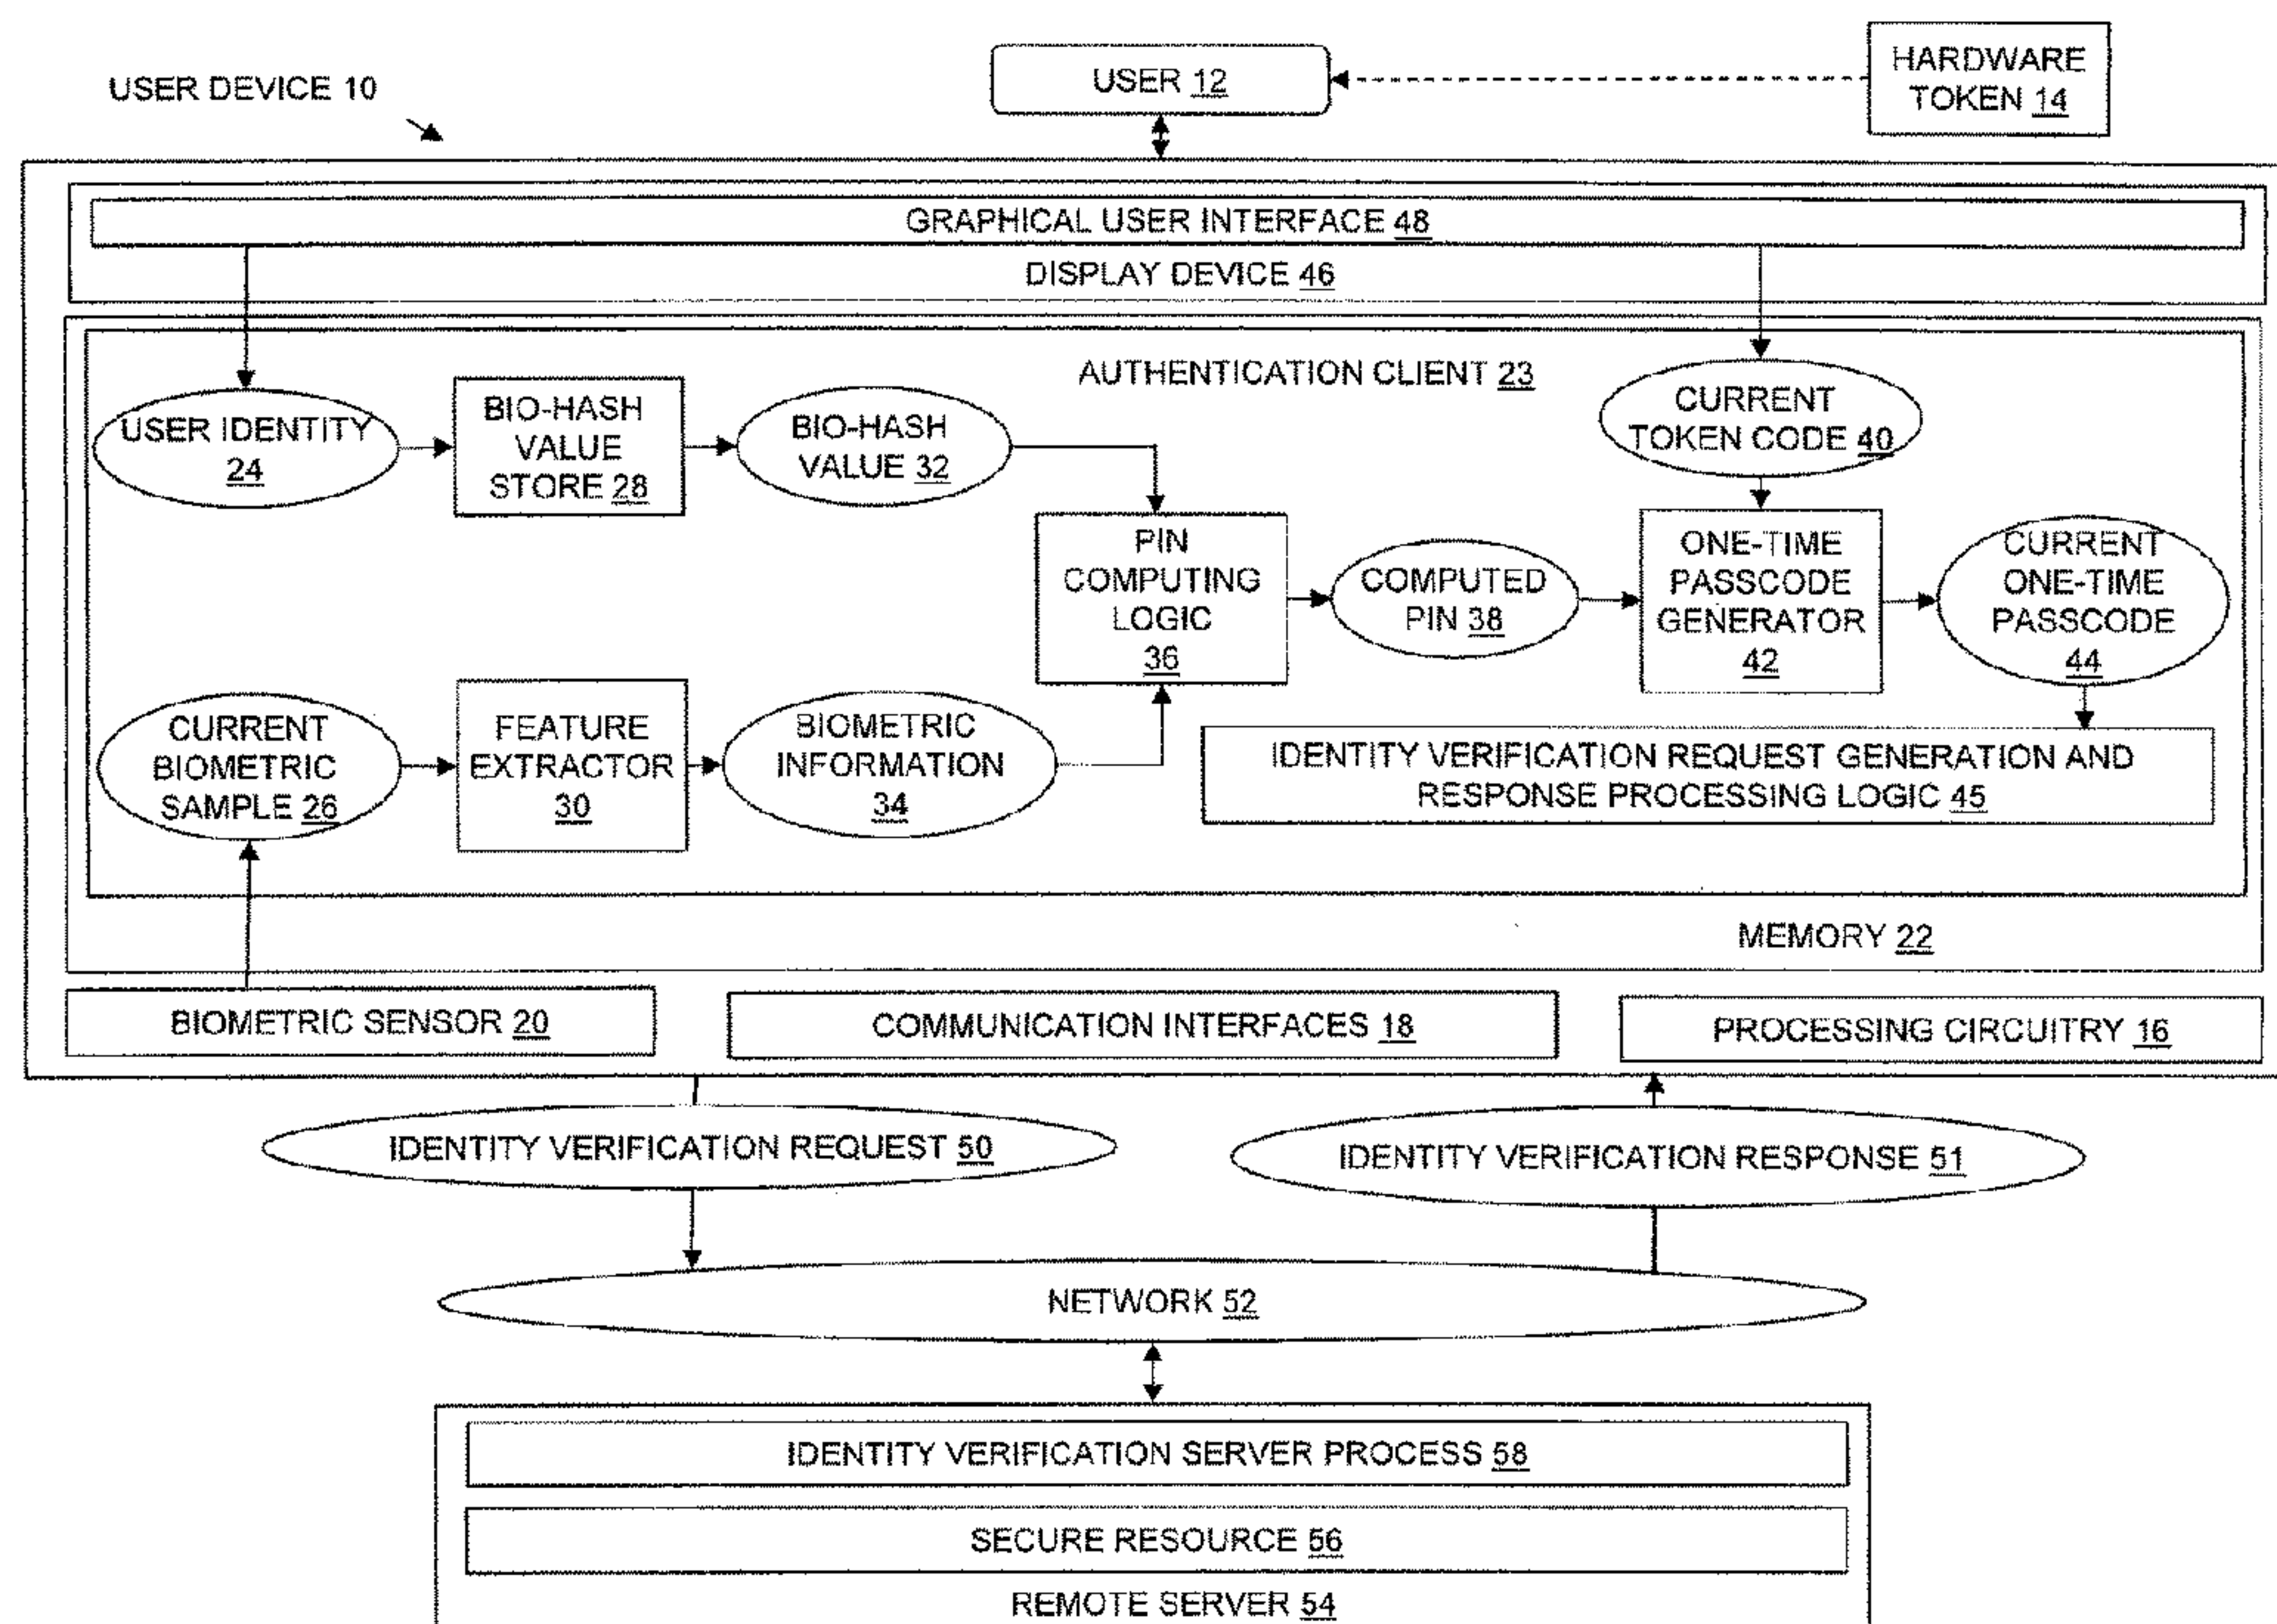 USER DEVICE 10
USER 12
HARDWARE
TOKEN 14
GRAPHICAL USER INTERFACE 48
DISPLAY DEVICE 46
AUTHENTICATION CLIENT 23
USER IDENTITY
24
BIO-HASH
VALUE
STORE 28
BIO-HASH
VALUE 32
CURRENT
TOKEN CODE 40
PIN
COMPUTING
LOGIC
36
COMPUTED
PIN 38
ONE-TIME
PASSCODE
GENERATOR
42
CURRENT
ONE-TIME
PASSCODE
44
CURRENT
BIOMETRIC
SAMPLE 26
FEATURE
EXTRACTOR
30
BIOMETRIC
INFORMATION
34
IDENTITY VERIFICATION REQUEST GENERATION AND
RESPONSE PROCESSING LOGIC 45
MEMORY 22
BIOMETRIC SENSOR 20
COMMUNICATION INTERFACES 18
PROCESSING CIRCUITRY 16
IDENTITY VERIFICATION REQUEST 50
IDENTITY VERIFICATION RESPONSE 51
NETWORK 52
IDENTITY VERIFICATION SERVER PROCESS 58
SECURE RESOURCE 56
REMOTE SERVER 54